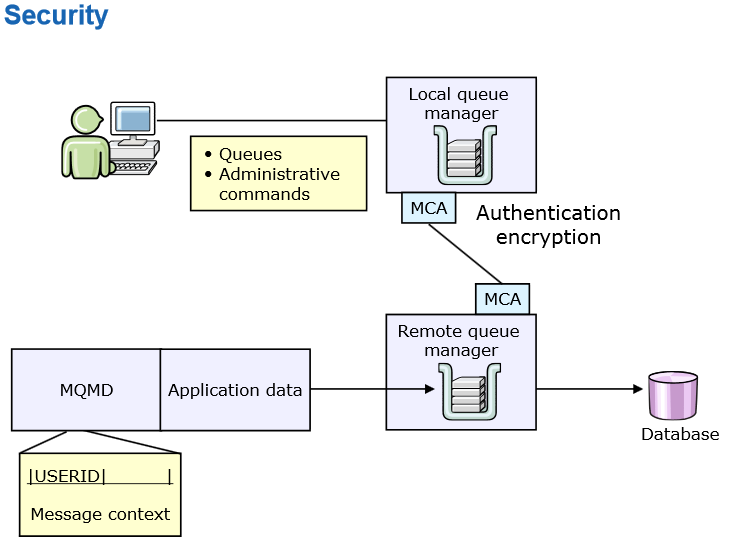 Security
Local queue
manager
• Queues
• Administrative
commands
MCA
Authentication
encryption
MCA
Remote queue
manager
MQMD
Application data
Database
|USERID| |
Message context